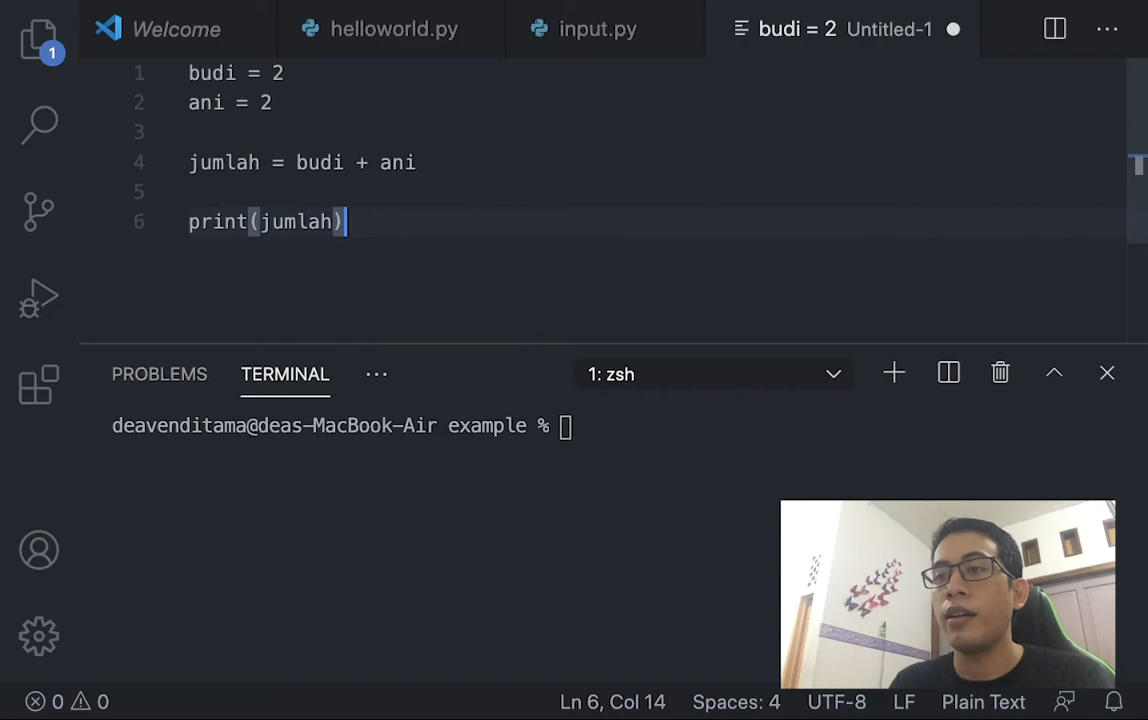 Welcome helloworld.py input.py budi = 2 Untitled-1
1
1 budi = 2
2 ani = 2
3
4 jumlah = budi + ani
5
6 print(jumlah)
PROBLEMS TERMINAL ··· 1: zsh
deavenditama@deas-MacBook-Air example %
0 0 Ln 6, Col 14 Spaces: 4 UTF-8 LF Plain Text